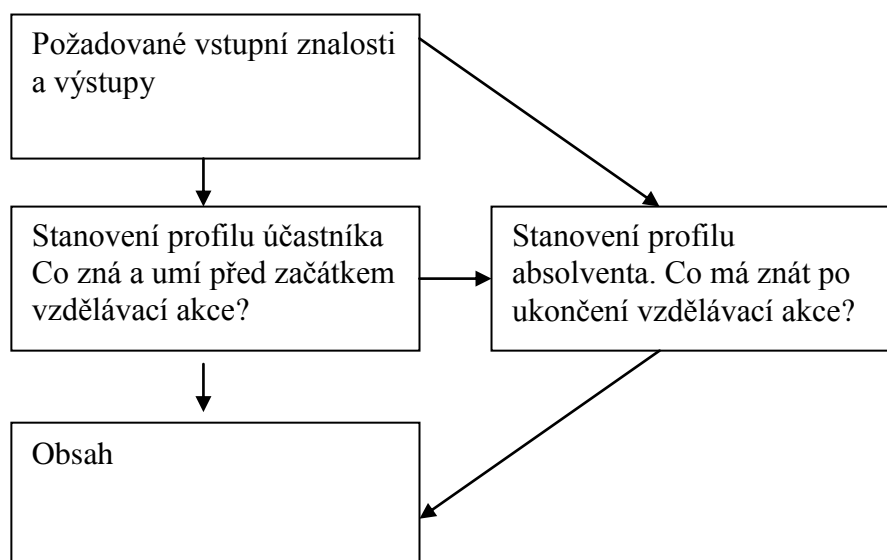 Požadované vstupní znalosti
a výstupy
Stanovení profilu účastníka
Co zná a umí před začátkem
vzdělávací akce?
Stanovení profilu
absolventa. Co má znát po
ukončení vzdělávací akce?
Obsah